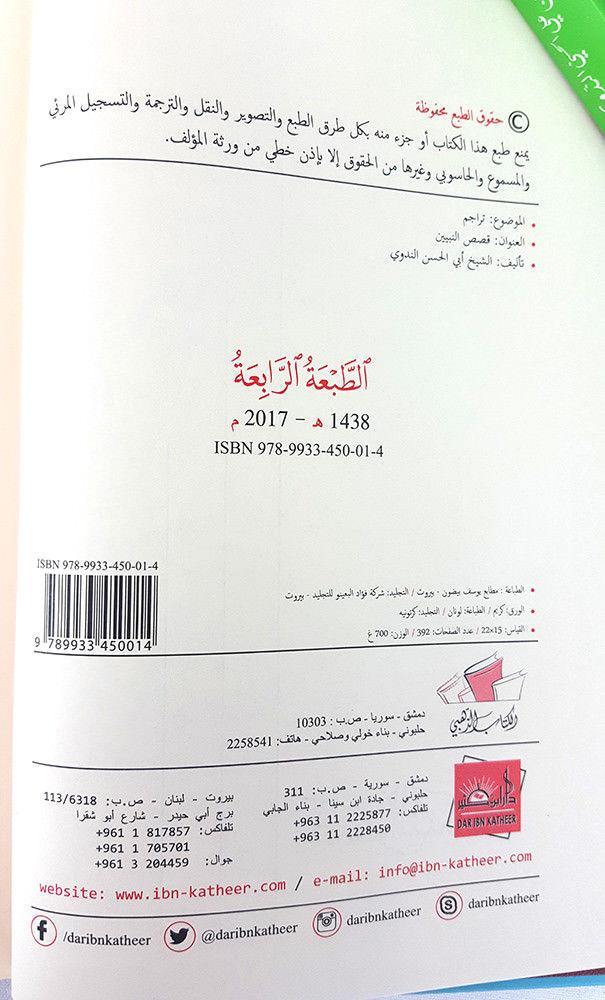 © حقوق الطبع محفوظة
يمنع طبع هذا الكتاب أو جزء منه بكل طرق الطبع والتصوير والنقل والترجمة والتسجيل المرئي
والمسموع والحاسوبي وغيرها من الحقوق إلا بإذن خطي من ورثة المؤلف.
• الموضوع: تراجم
• العنوان: قصص النبيين
• تأليف: الشيخ أبي الحسن الندوي
الطَّبْعَةُ الرَّابِعَةُ
1438 هـ - 2017 م
ISBN 978-9933-450-01-4
ISBN 978-9933-450-01-4
9 789933 450014
• الطباعة: مطابع يوسف بيضون - بيروت / التجليد: شركة فؤاد البعينو للتجليد - بيروت
• الورق: كريم / الطباعة: لونان / التجليد: كرتونيه
• القياس: 15×22 / عدد الصفحات: 392 / الوزن: 700 غ
الكتاب الذهبي
دمشق - سوريا - ص.ب: 10303
حلبوني - بناء خولي وصلاحي - هاتف: 2258541
دار ابن كثير
DAR IBN KATHEER
دمشق - سورية - ص.ب: 311
حلبوني - جادة ابن سينا - بناء الجابي
تلفاكس: +963 11 2225877
+963 11 2228450
بيروت - لبنان - ص.ب: 113/6318
برج أبي حيدر - شارع أبو شقرا
تلفاكس: +961 1 817857
+961 1 705701
جوال: +961 3 204459
website: www.ibn-katheer.com / e-mail: info@ibn-katheer.com
/daribnkatheer @daribnkatheer daribnkatheer daribnkatheer